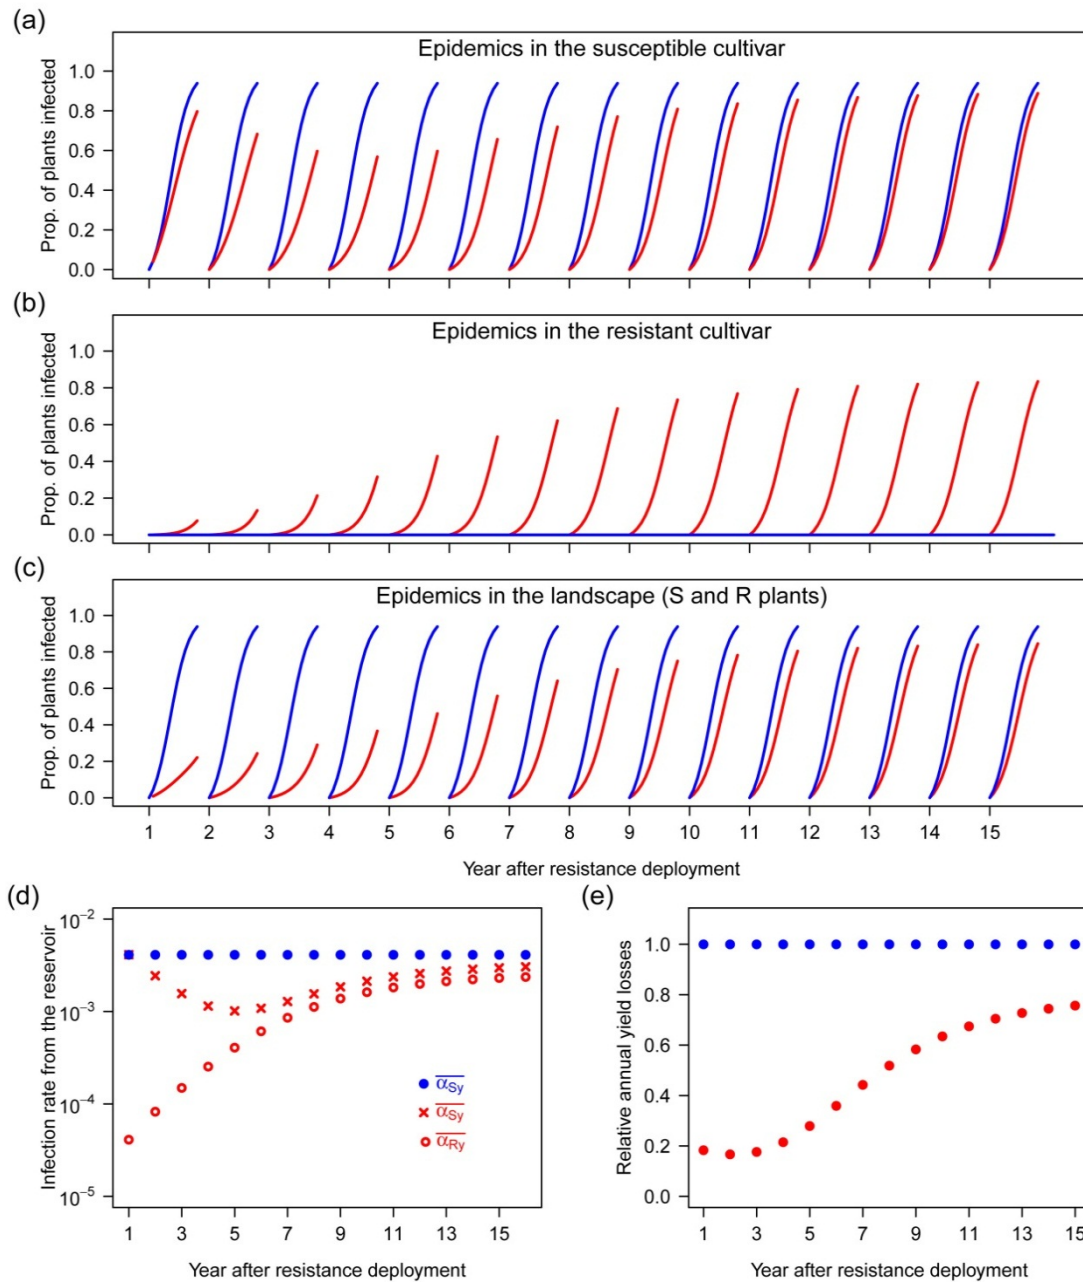 (a)
Epidemics in the susceptible cultivar
Prop. of plants infected
1.0
0.8
0.6
0.4
0.2
0.0
(b)
Epidemics in the resistant cultivar
Prop. of plants infected
1.0
0.8
0.6
0.4
0.2
0.0
(c)
Epidemics in the landscape (S and R plants)
Prop. of plants infected
1.0
0.8
0.6
0.4
0.2
0.0
1 2 3 4 5 6 7 8 9 10 11 12 13 14 15
Year after resistance deployment
(d)
Infection rate from the reservoir
10⁻²
10⁻³
10⁻⁴
10⁻⁵
α̅Sy
α̅Sy
α̅Ry
1 3 5 7 9 11 13 15
Year after resistance deployment
(e)
Relative annual yield losses
1.0
0.8
0.6
0.4
0.2
0.0
1 3 5 7 9 11 13 15
Year after resistance deployment